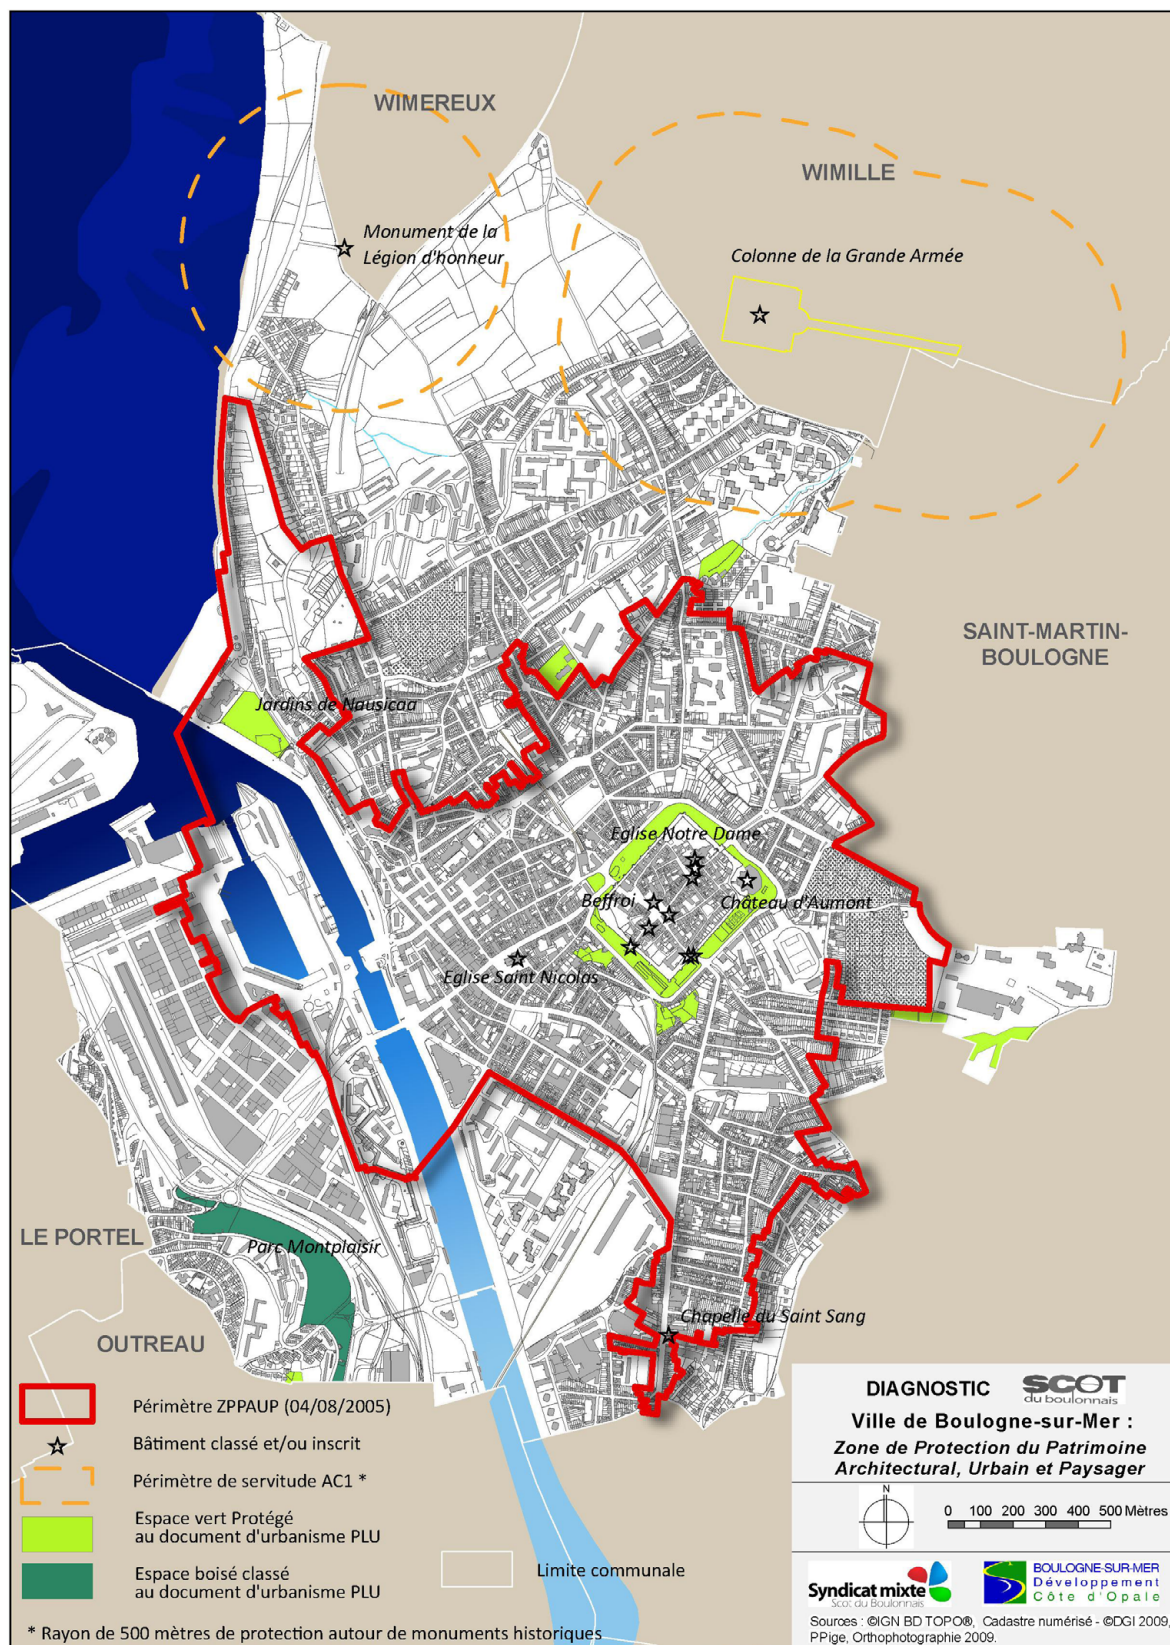 WIMEREUX
WIMILLE
Monument de la
Légion d'honneur
Colonne de la Grande Armée
SAINT-MARTIN-
BOULOGNE
Jardins de Nausicaa
Eglise Notre Dame
Beffroi
Château d'Aumont
Eglise Saint Nicolas
LE PORTEL
Parc Montplaisir
OUTREAU
Chapelle du Saint Sang
Périmètre ZPPAUP (04/08/2005)
Bâtiment classé et/ou inscrit
Périmètre de servitude AC1 *
Espace vert Protégé
au document d'urbanisme PLU
Espace boisé classé
au document d'urbanisme PLU
Limite communale
* Rayon de 500 mètres de protection autour de monuments historiques
DIAGNOSTIC
SCOT
du boulonnais
Ville de Boulogne-sur-Mer :
Zone de Protection du Patrimoine
Architectural, Urbain et Paysager
N
0 100 200 300 400 500 Mètres
Syndicat mixte
Scot du Boulonnais
BOULOGNE-SUR-MER
Développement
Côte d'Opale
Sources : ©IGN BD TOPO®, Cadastre numérisé - ©DGI 2009,
PPige, Orthophotographie 2009.